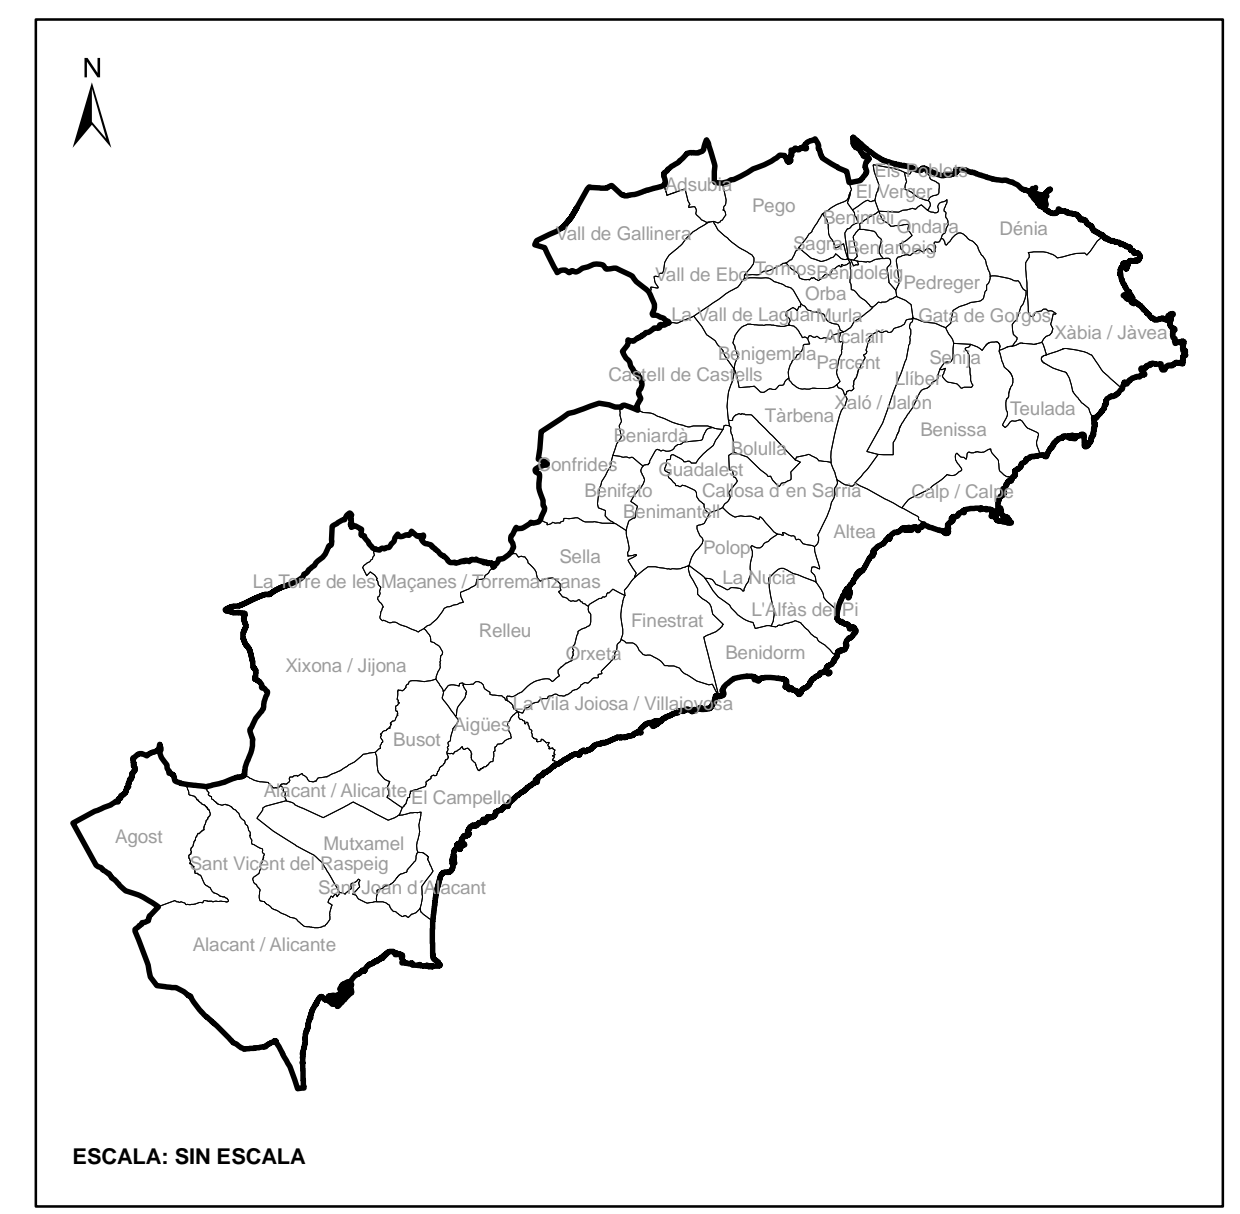 N
Els Poblets
Adsubia
El Verger
Pego
Benimeli
Ondara
Dénia
Vall de Gallinera
Sagra
Beniarbeig
Tormos
Benidoleig
Vall de Ebo
Pedreger
Orba
La Vall de Laguar
Murla
Gata de Gorgos
Xàbia / Jàvea
Alcalalí
Benigembla
Parcent
Senija
Castell de Castells
Llíber
Xaló / Jalón
Teulada
Tàrbena
Benissa
Beniardà
Bolulla
Confrides
Guadalest
Benifato
Callosa d´en Sarrià
Calp / Calpe
Benimantell
Altea
Polop
Sella
La Nucia
La Torre de les Maçanes / Torremanzanas
L'Alfàs del Pi
Finestrat
Relleu
Orxeta
Benidorm
Xixona / Jijona
La Vila Joiosa / Villajoyosa
Aigües
Busot
Alacant / Alicante
El Campello
Agost
Mutxamel
Sant Vicent del Raspeig
Sant Joan d´Alacant
Alacant / Alicante
ESCALA: SIN ESCALA